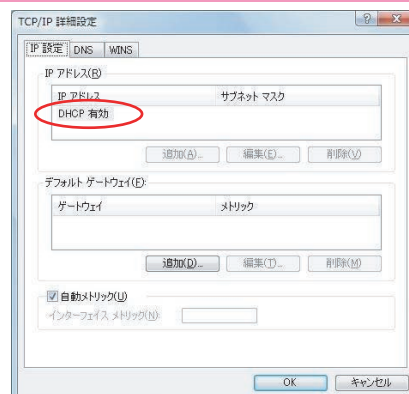 TCP/IP 詳細設定
IP 設定 DNS WINS
IP アドレス(R)
IP アドレス サブネット マスク
DHCP 有効
追加(A)... 編集(E)... 削除(V)
デフォルト ゲートウェイ(F):
ゲートウェイ メトリック
追加(D)... 編集(T)... 削除(M)
自動メトリック(U)
インターフェイス メトリック(N):
OK キャンセル